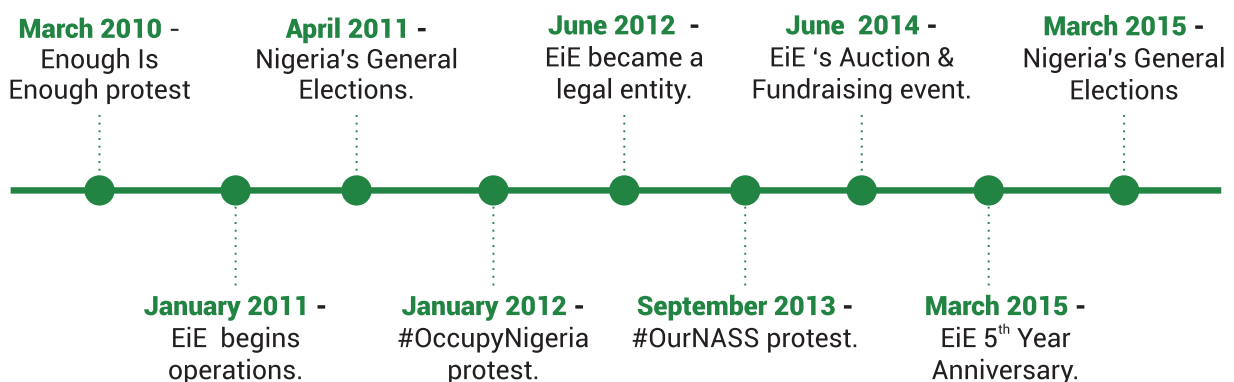 March 2010 -
Enough Is
Enough protest
January 2011 -
EiE begins
operations.
April 2011 -
Nigeria's General
Elections.
January 2012 -
#OccupyNigeria
protest.
June 2012 -
EiE became a
legal entity.
September 2013 -
#OurNASS protest.
June 2014 -
EiE ‘s Auction &
Fundraising event.
March 2015 -
EiE 5th Year
Anniversary.
March 2015 -
Nigeria's General
Elections